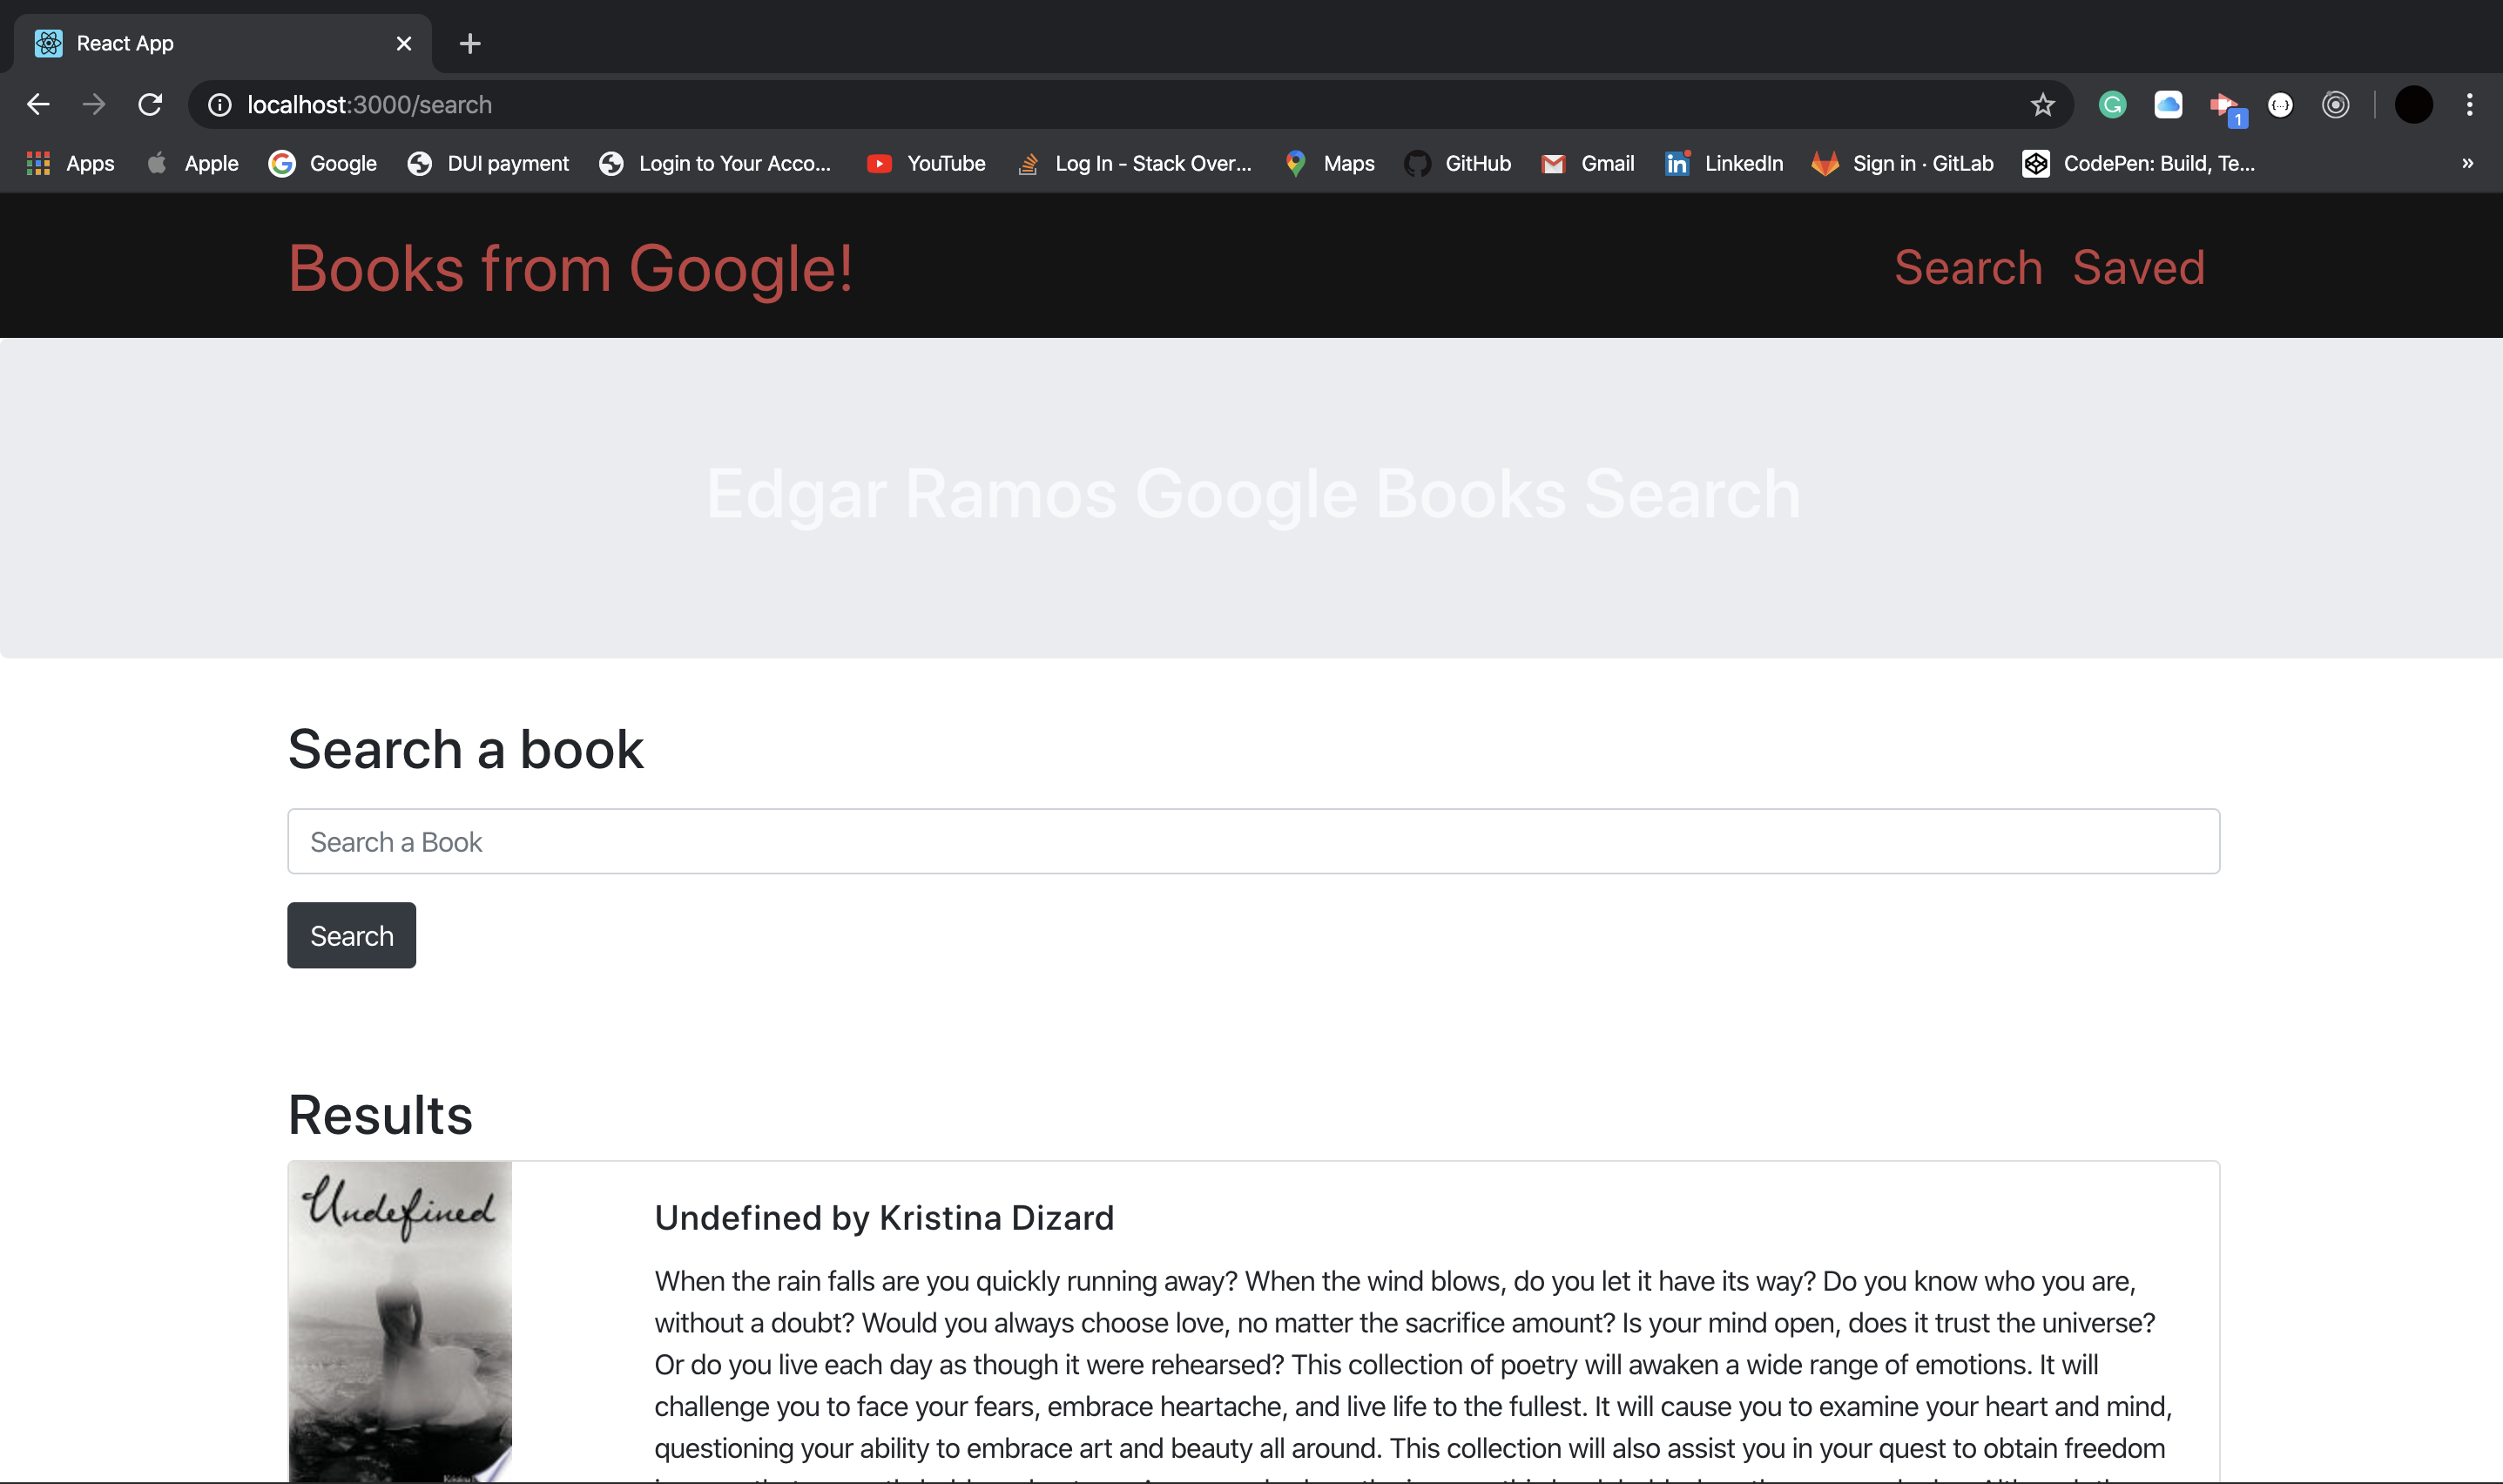 React App
localhost:3000/search
1
Apps Apple Google DUI payment Login to Your Acco... YouTube Log In - Stack Over... Maps GitHub Gmail LinkedIn Sign in · GitLab CodePen: Build, Te... »
Books from Google! Search Saved
Edgar Ramos Google Books Search
Search a book
Search a Book
Search
Results
Undefined
Undefined by Kristina Dizard
When the rain falls are you quickly running away? When the wind blows, do you let it have its way? Do you know who you are,
without a doubt? Would you always choose love, no matter the sacrifice amount? Is your mind open, does it trust the universe?
Or do you live each day as though it were rehearsed? This collection of poetry will awaken a wide range of emotions. It will
challenge you to face your fears, embrace heartache, and live life to the fullest. It will cause you to examine your heart and mind,
questioning your ability to embrace art and beauty all around. This collection will also assist you in your quest to obtain freedom